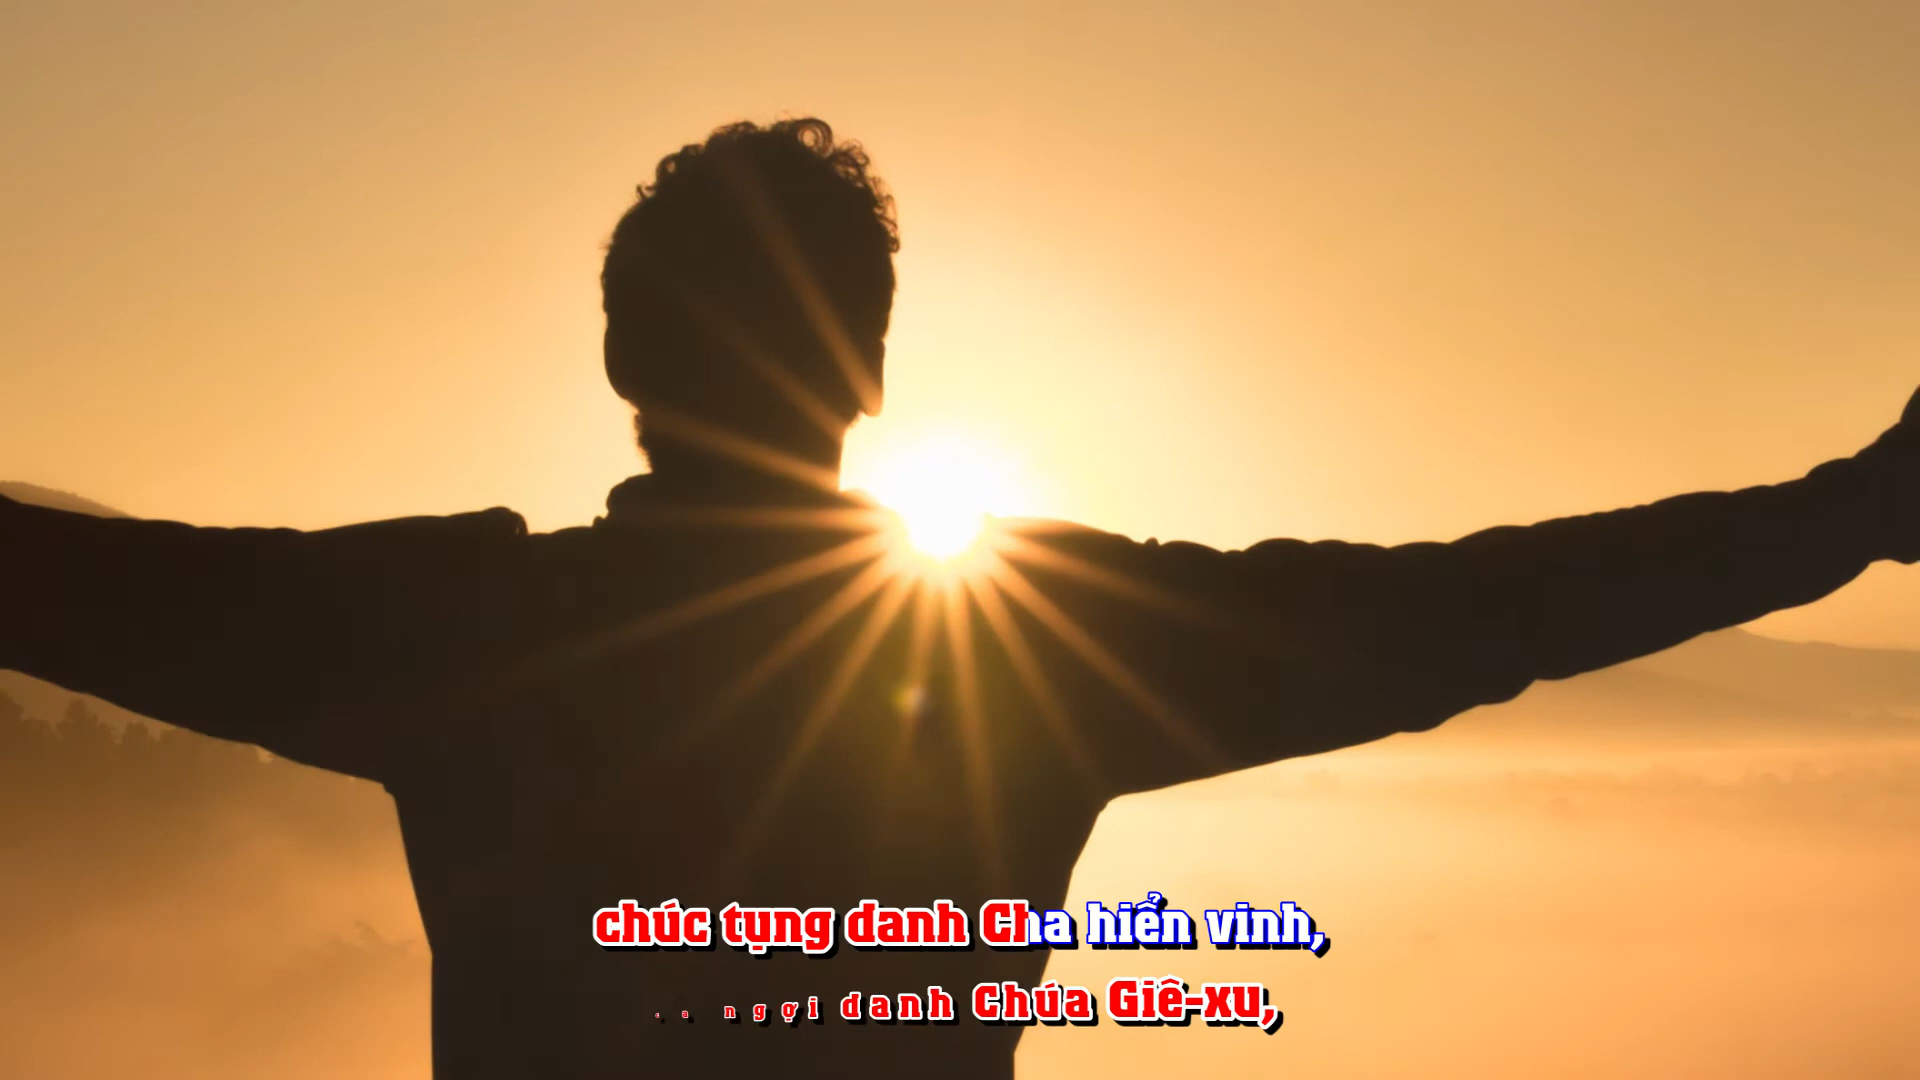 chúc tụng danh Cha hiển vinh,
ngợi danh Chúa Giê-xu,